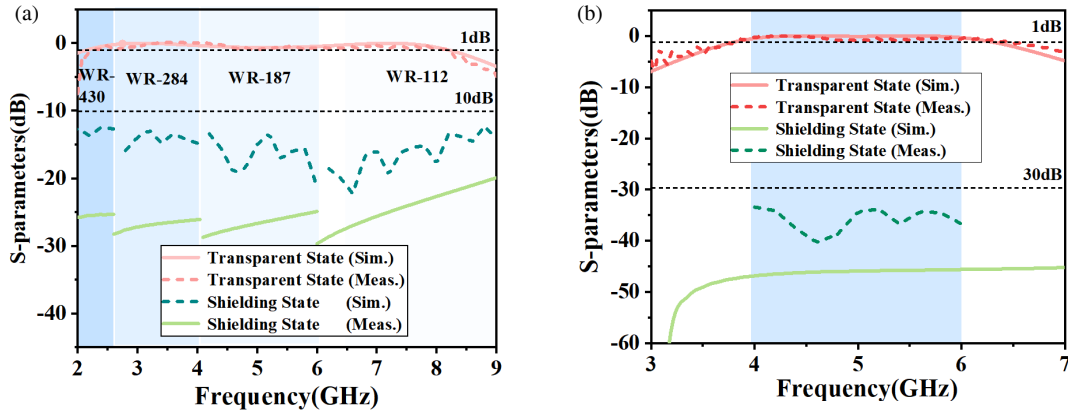 (a)
S-parameters(dB)
0
-10
-20
-30
-40
1dB
WR-
430
WR-284
WR-187
WR-112
10dB
Transparent State (Sim.)
Transparent State (Meas.)
Shielding State (Sim.)
Shielding State (Meas.)
2 3 4 5 6 7 8 9
Frequency(GHz)
(b)
S-parameters(dB)
0
-10
-20
-30
-40
-50
-60
1dB
Transparent State (Sim.)
Transparent State (Meas.)
Shielding State (Sim.)
Shielding State (Meas.)
30dB
3 4 5 6 7
Frequency(GHz)